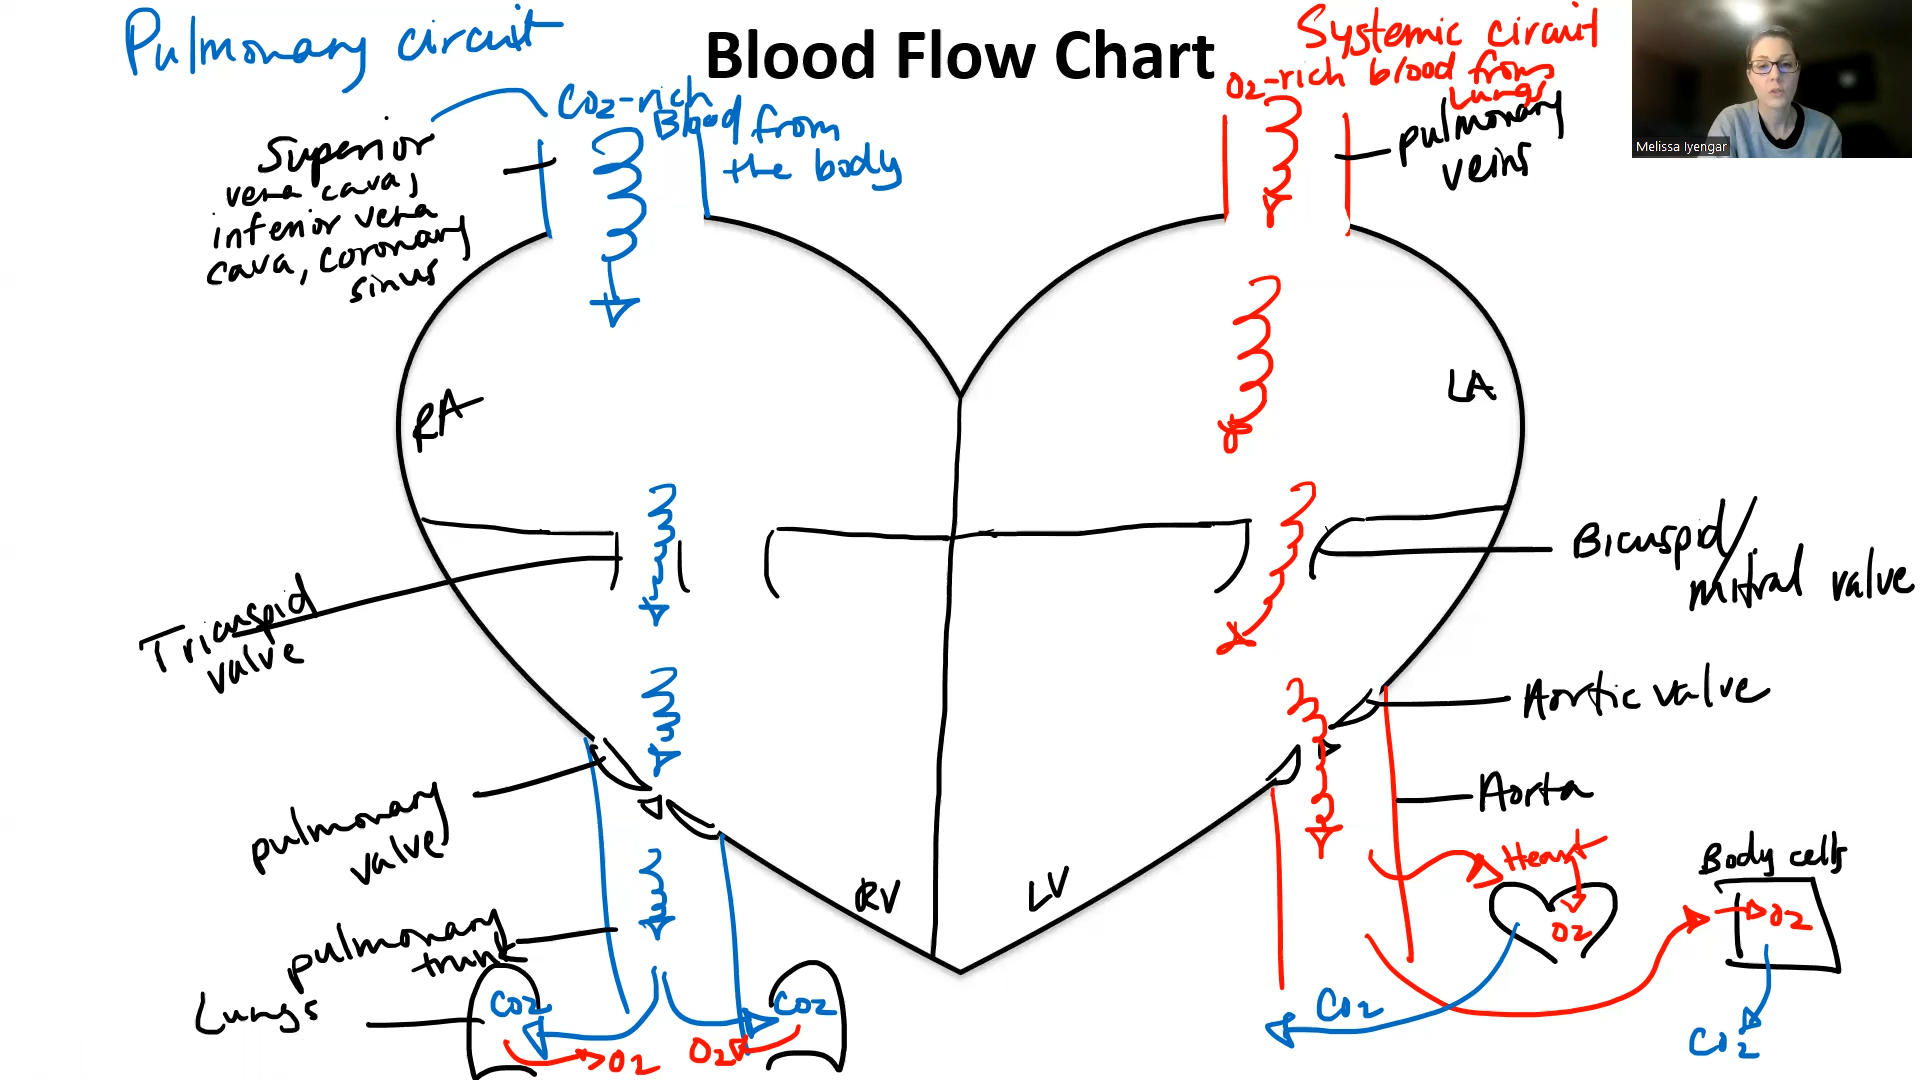 Pulmonary circuit
Blood Flow Chart
Systemic circuit
O2-rich blood from
Lungs
CO2-rich
Blood from
the body
Superior
vena cava,
inferior vena
cava, coronary
sinus
pulmonary
veins
Melissa Iyengar
RA
LA
Tricuspid
valve
Bicuspid/
mitral valve
Aortic valve
Aorta
pulmonary
valve
Heart
O2
Body cells
O2
RV
LV
pulmonary
trunk
Lungs
CO2
CO2
O2
O2
CO2
CO2